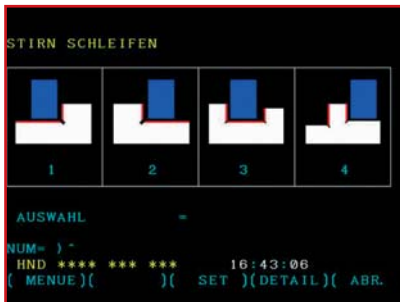 STIRN SCHLEIFEN
1 2 3 4
AUSWAHL =
NUM= )~
HND **** *** *** 16:43:06
( MENUE )( )( SET )( DETAIL )( ABR.